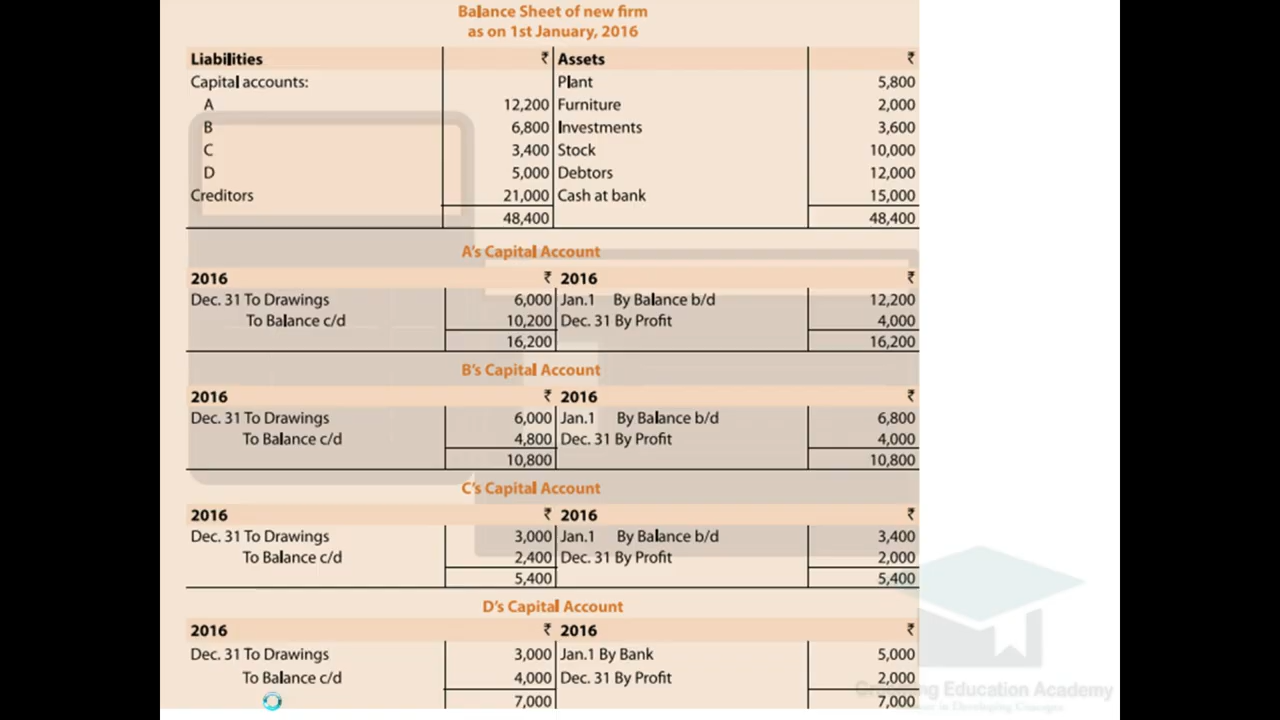 Balance Sheet of new firm
as on 1st January, 2016
Liabilities ₹ Assets ₹
Capital accounts: Plant 5,800
A 12,200 Furniture 2,000
B 6,800 Investments 3,600
C 3,400 Stock 10,000
D 5,000 Debtors 12,000
Creditors 21,000 Cash at bank 15,000
48,400 48,400
A's Capital Account
2016 ₹ 2016 ₹
Dec. 31 To Drawings 6,000 Jan.1 By Balance b/d 12,200
To Balance c/d 10,200 Dec. 31 By Profit 4,000
16,200 16,200
B's Capital Account
2016 ₹ 2016 ₹
Dec. 31 To Drawings 6,000 Jan.1 By Balance b/d 6,800
To Balance c/d 4,800 Dec. 31 By Profit 4,000
10,800 10,800
C's Capital Account
2016 ₹ 2016 ₹
Dec. 31 To Drawings 3,000 Jan.1 By Balance b/d 3,400
To Balance c/d 2,400 Dec. 31 By Profit 2,000
5,400 5,400
D's Capital Account
2016 ₹ 2016 ₹
Dec. 31 To Drawings 3,000 Jan.1 By Bank 5,000
To Balance c/d 4,000 Dec. 31 By Profit 2,000
7,000 7,000
Education Academy
in Developing Concepts